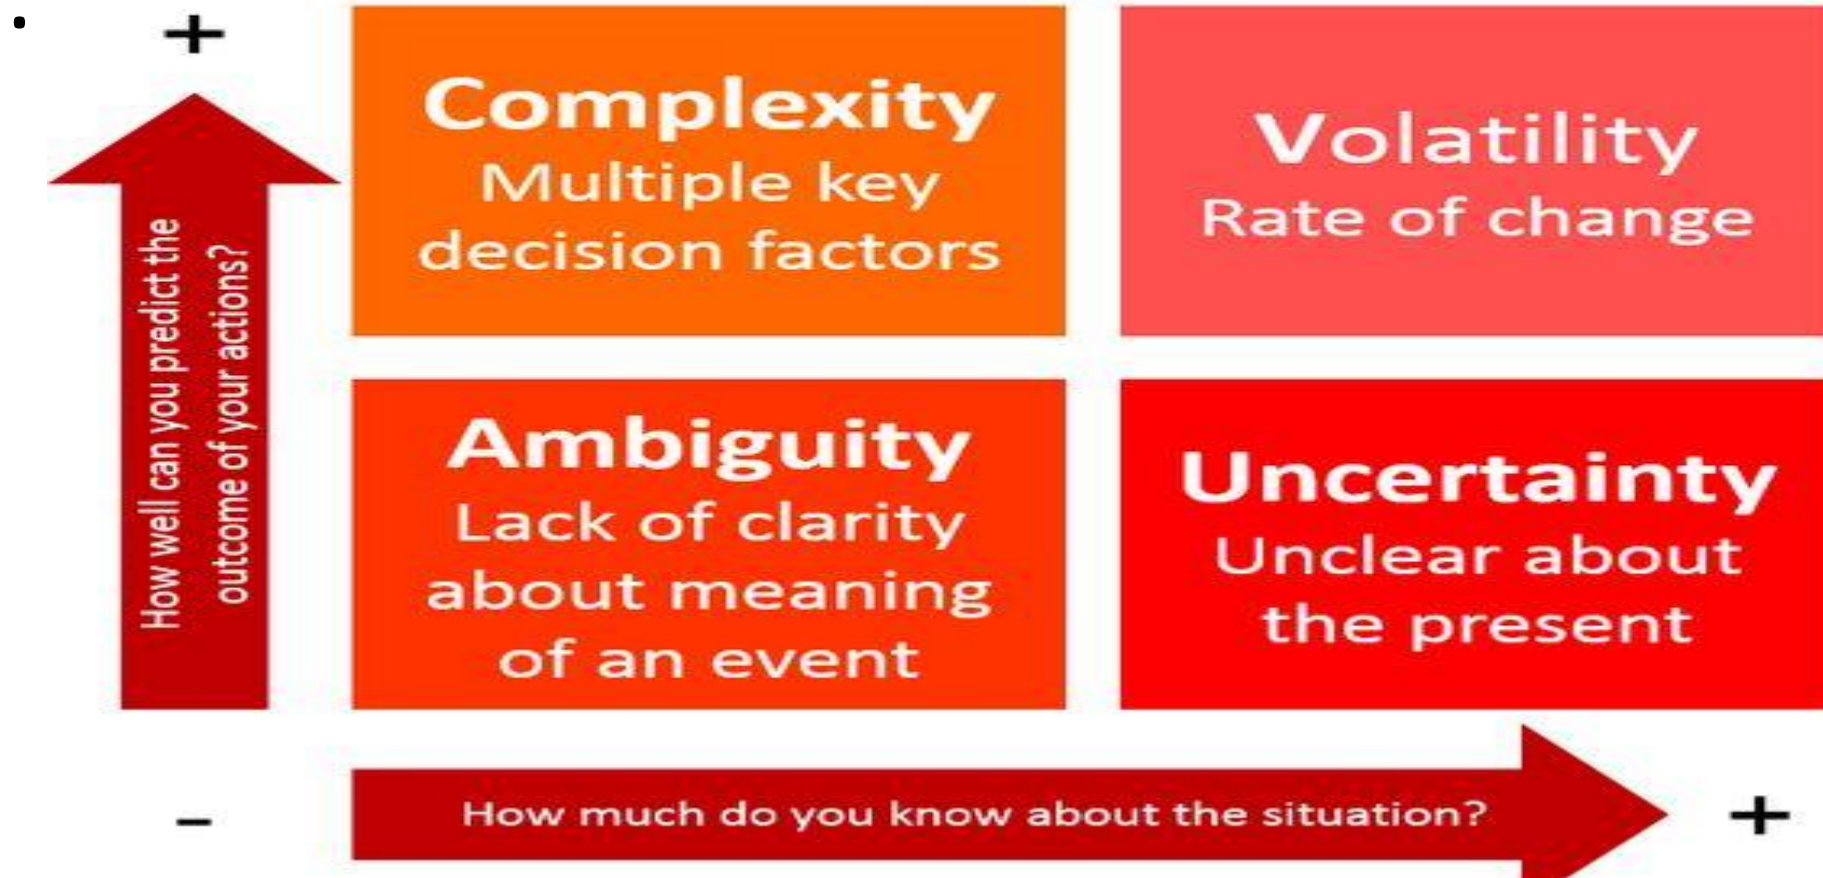 •
+
Complexity
Multiple key
decision factors
Volatility
Rate of change
How well can you predict the
outcome of your actions?
Ambiguity
Lack of clarity
about meaning
of an event
Uncertainty
Unclear about
the present
-
How much do you know about the situation?
+